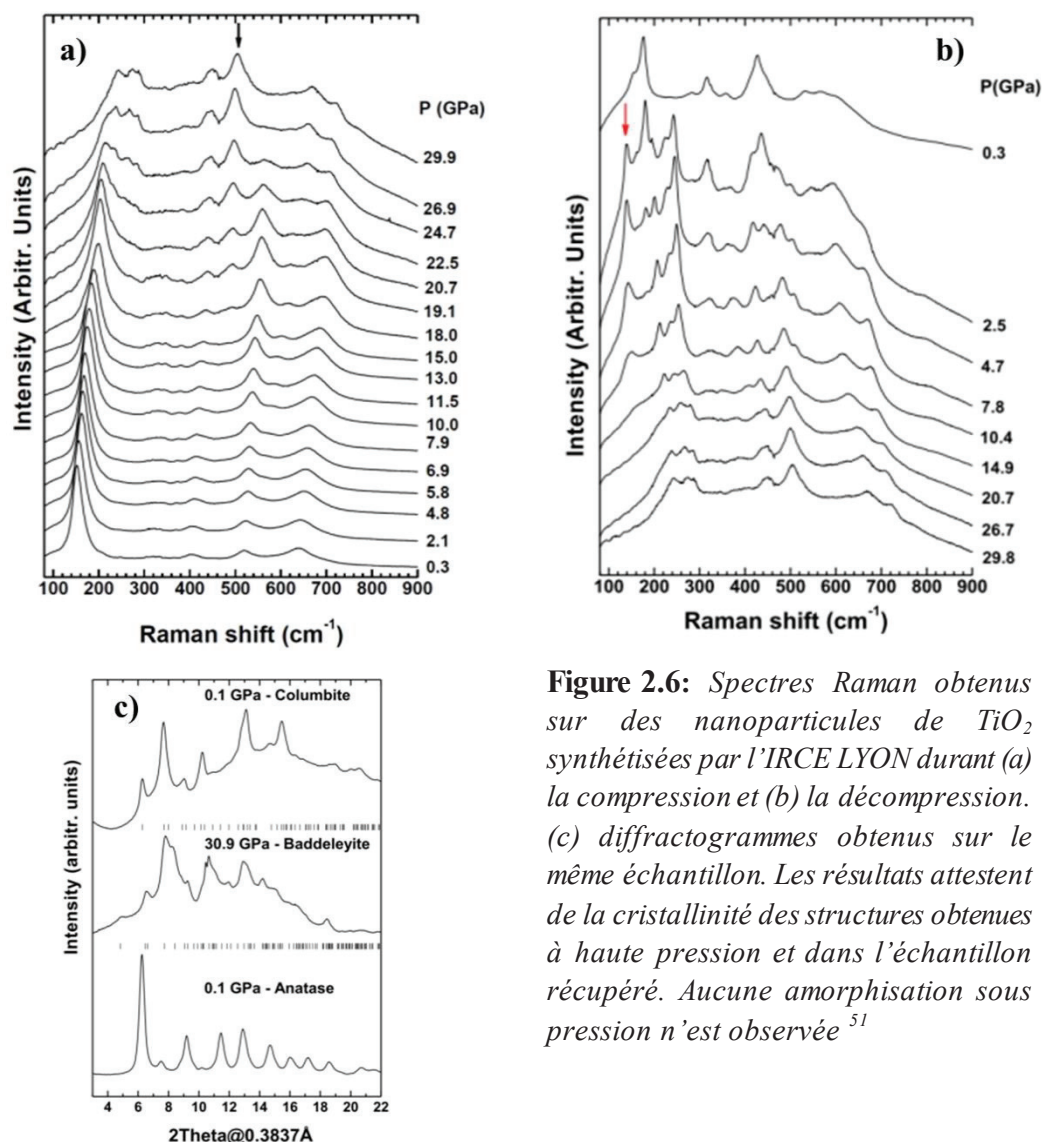 a)
P (GPa)
29.9
26.9
24.7
22.5
20.7
19.1
18.0
15.0
13.0
11.5
10.0
7.9
6.9
5.8
4.8
2.1
0.3
Intensity (Arbitr. Units)
100 200 300 400 500 600 700 800 900
Raman shift (cm⁻¹)
b)
P(GPa)
0.3
2.5
4.7
7.8
10.4
14.9
20.7
26.7
29.8
Intensity (Arbitr. Units)
100 200 300 400 500 600 700 800 900
Raman shift (cm⁻¹)
c)
0.1 GPa - Columbite
30.9 GPa - Baddeleyite
0.1 GPa - Anatase
Intensity (arbitr. units)
4 6 8 10 12 14 16 18 20 22
2Theta@0.3837Å
Figure 2.6: Spectres Raman obtenus
sur des nanoparticules de TiO₂
synthétisées par l’IRCE LYON durant (a)
la compression et (b) la décompression.
(c) diffractogrammes obtenus sur le
même échantillon. Les résultats attestent
de la cristallinité des structures obtenues
à haute pression et dans l’échantillon
récupéré. Aucune amorphisation sous
pression n’est observée ⁵¹